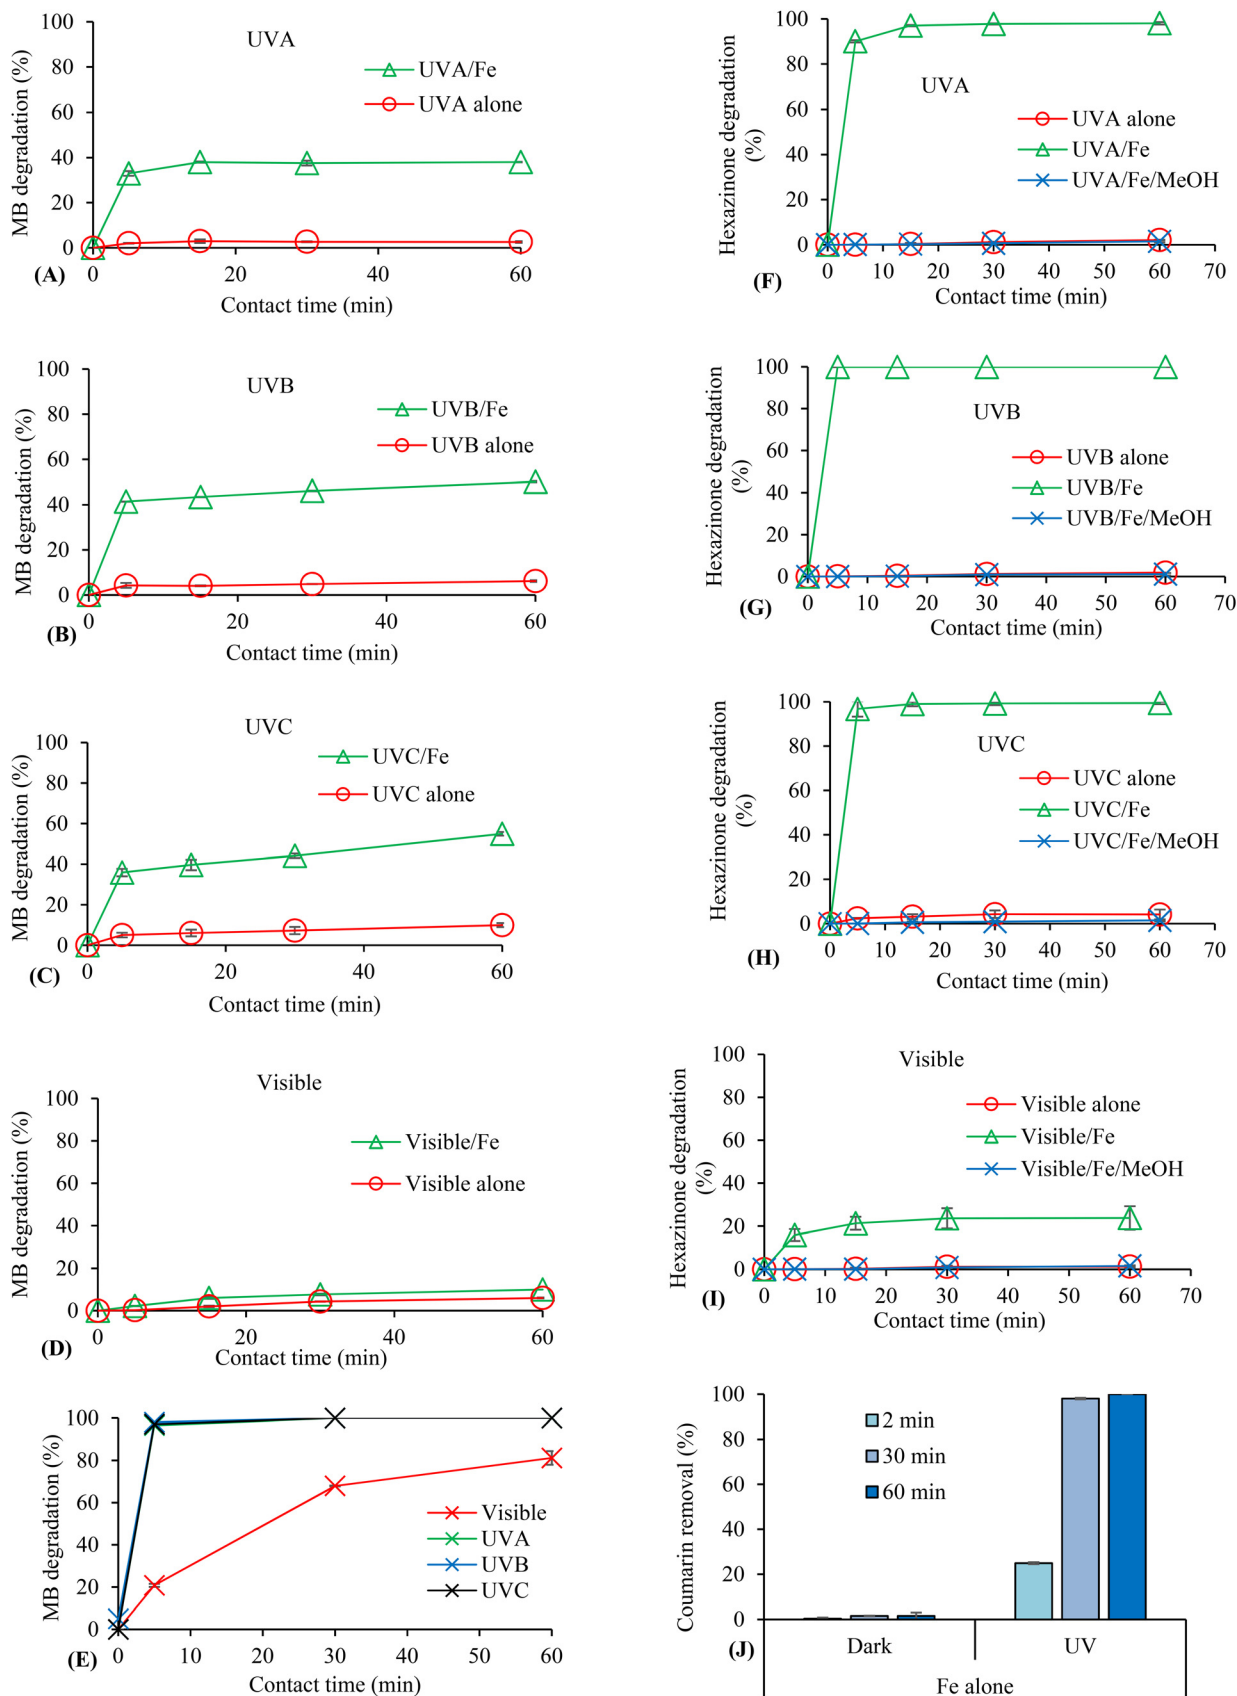 100
80
60
40
20
0
MB degradation (%)
UVA
UVA/Fe
UVA alone
0
20
40
60
(A)
Contact time (min)
100
80
60
40
20
0
MB degradation (%)
UVB
UVB/Fe
UVB alone
0
20
40
60
(B)
Contact time (min)
100
80
60
40
20
0
MB degradation (%)
UVC
UVC/Fe
UVC alone
0
20
40
60
(C)
Contact time (min)
100
80
60
40
20
0
MB degradation (%)
Visible
Visible/Fe
Visible alone
0
20
40
60
(D)
Contact time (min)
100
80
60
40
20
0
MB degradation (%)
Visible
UVA
UVB
UVC
0
10
20
30
40
50
60
(E)
Contact time (min)
100
80
60
40
20
0
Hexazinone degradation
(%)
UVA
UVA alone
UVA/Fe
UVA/Fe/MeOH
0
10
20
30
40
50
60
70
(F)
Contact time (min)
100
80
60
40
20
0
Hexazinone degradation
(%)
UVB
UVB alone
UVB/Fe
UVB/Fe/MeOH
0
10
20
30
40
50
60
70
(G)
Contact time (min)
100
80
60
40
20
0
Hexazinone degradation
(%)
UVC
UVC alone
UVC/Fe
UVC/Fe/MeOH
0
10
20
30
40
50
60
70
(H)
Contact time (min)
100
80
60
40
20
0
Hexazinone degradation
(%)
Visible
Visible alone
Visible/Fe
Visible/Fe/MeOH
0
10
20
30
40
50
60
70
(I)
Contact time (min)
100
80
60
40
20
0
Coumarin removal (%)
2 min
30 min
60 min
(J)
Dark
UV
Fe alone